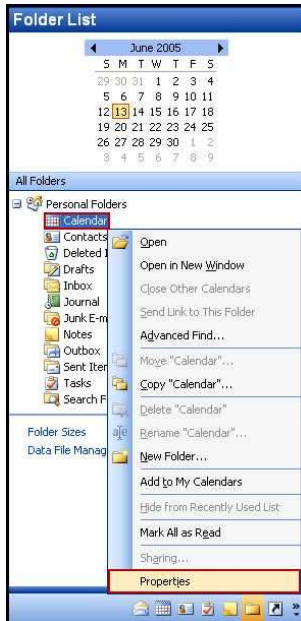 Folder List
June 2005
S M T W T F S
29 30 31 1 2 3 4
5 6 7 8 9 10 11
12 13 14 15 16 17 18
19 20 21 22 23 24 25
26 27 28 29 30 1 2
3 4 5 6 7 8 9
All Folders
Personal Folders
Calendar
Contacts
Deleted I
Drafts
Inbox
Journal
Junk E-m
Notes
Outbox
Sent Iter
Tasks
Search F
Folder Sizes
Data File Manag
Open
Open in New Window
Close Other Calendars
Send Link to This Folder
Advanced Find...
Move "Calendar"...
Copy "Calendar"...
Delete "Calendar"
Rename "Calendar"...
New Folder...
Add to My Calendars
Hide from Recently Used List
Mark All as Read
Sharing...
Properties